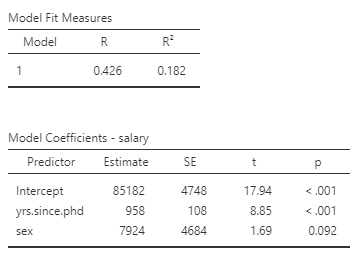 Model Fit Measures
Model R R²
1 0.426 0.182
Model Coefficients - salary
Predictor Estimate SE t p
Intercept 85182 4748 17.94 < .001
yrs.since.phd 958 108 8.85 < .001
sex 7924 4684 1.69 0.092